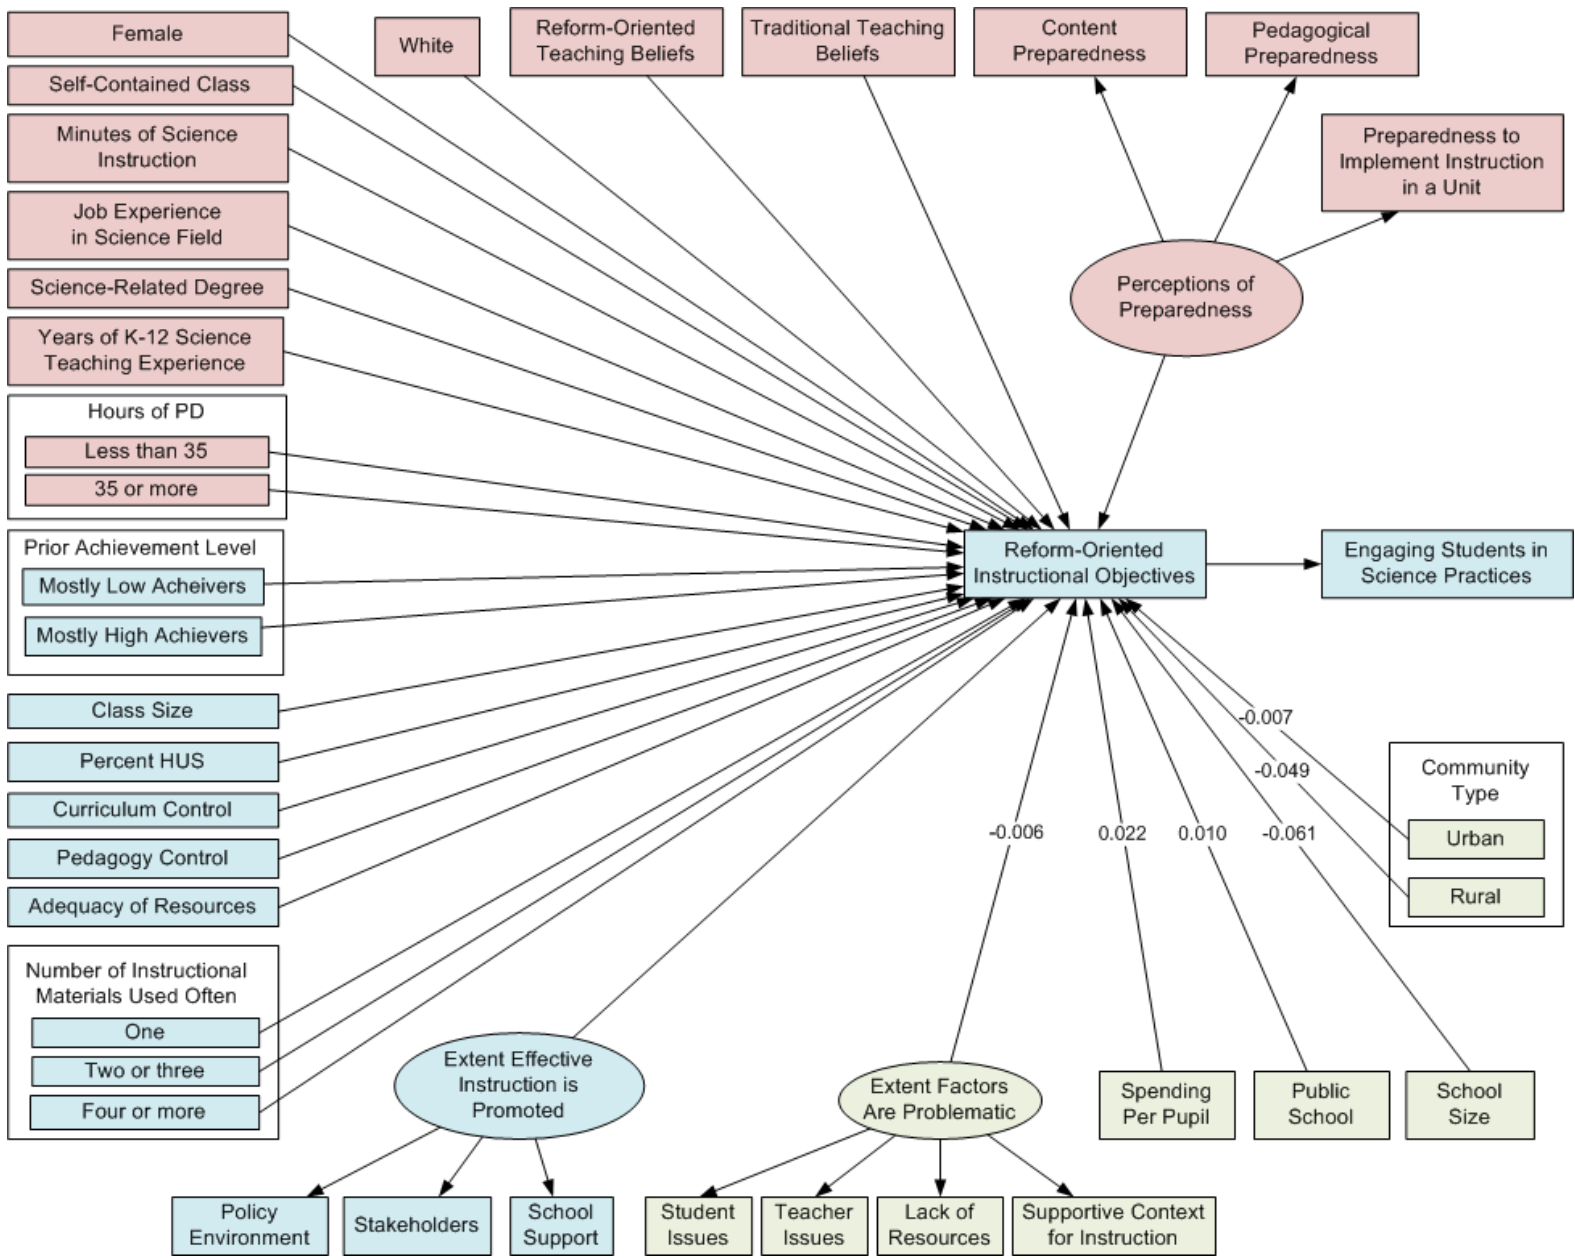 Female
White
Reform-Oriented
Teaching Beliefs
Traditional Teaching
Beliefs
Content
Preparedness
Pedagogical
Preparedness
Self-Contained Class
Minutes of Science
Instruction
Preparedness to
Implement Instruction
in a Unit
Job Experience
in Science Field
Science-Related Degree
Perceptions of
Preparedness
Years of K-12 Science
Teaching Experience
Hours of PD
Less than 35
35 or more
Prior Achievement Level
Mostly Low Acheivers
Mostly High Achievers
Reform-Oriented
Instructional Objectives
Engaging Students in
Science Practices
Class Size
Percent HUS
Curriculum Control
Pedagogy Control
Adequacy of Resources
-0.007
-0.049
-0.006
0.022
0.010
-0.061
Community
Type
Urban
Rural
Number of Instructional
Materials Used Often
One
Two or three
Four or more
Extent Effective
Instruction is
Promoted
Extent Factors
Are Problematic
Spending
Per Pupil
Public
School
School
Size
Policy
Environment
Stakeholders
School
Support
Student
Issues
Teacher
Issues
Lack of
Resources
Supportive Context
for Instruction